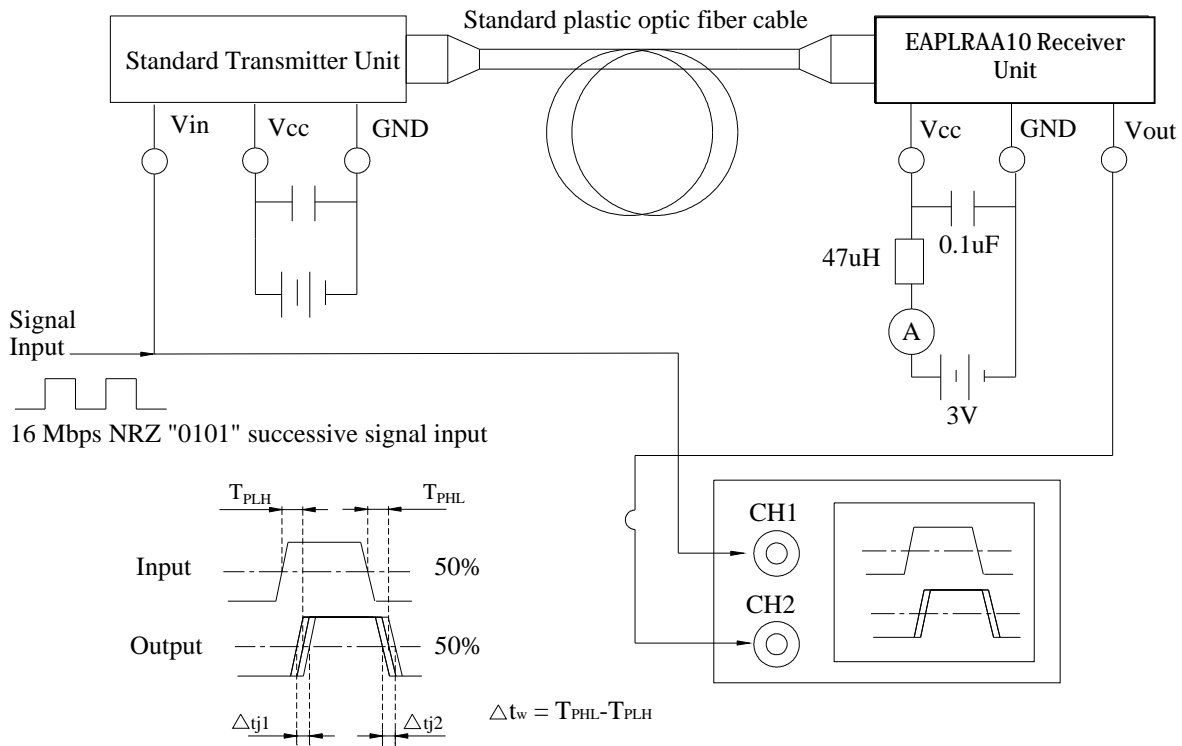 Standard plastic optic fiber cable
Standard Transmitter Unit
EAPLRAA10 Receiver
Unit
Vin
Vcc
GND
Vcc
GND
Vout
47uH
0.1uF
A
3V
Signal
Input
16 Mbps NRZ "0101" successive signal input
TPLH
TPHL
Input
50%
Output
50%
△tj1
△tj2
△tw = TPHL-TPLH
CH1
CH2